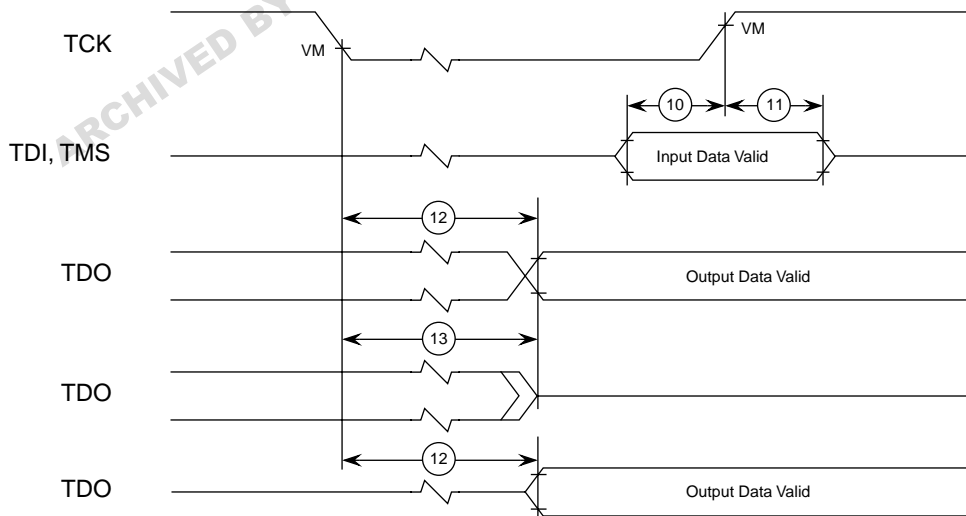 ARCHIVED BY
TCK
VM
VM
10
11
TDI, TMS
Input Data Valid
12
TDO
Output Data Valid
13
TDO
12
TDO
Output Data Valid